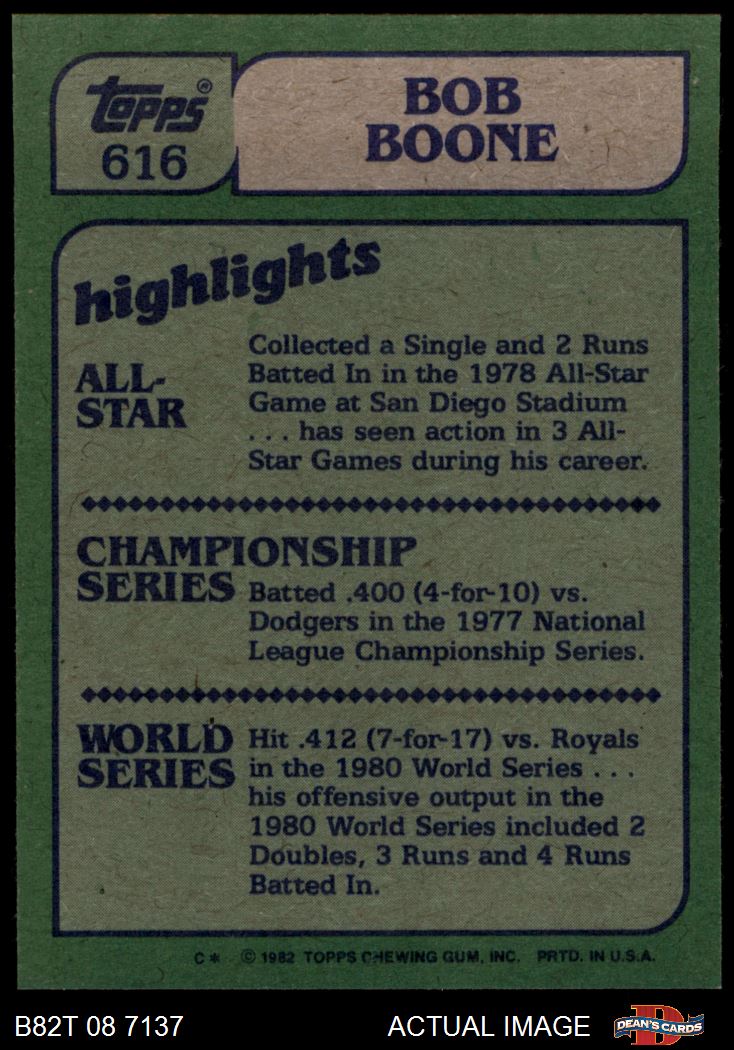 topps®
616
BOB
BOONE
highlights
ALL-
STAR
Collected a Single and 2 Runs
Batted In in the 1978 All-Star
Game at San Diego Stadium
. . . has seen action in 3 All-
Star Games during his career.
CHAMPIONSHIP
SERIES
Batted .400 (4-for-10) vs.
Dodgers in the 1977 National
League Championship Series.
WORLD
SERIES
Hit .412 (7-for-17) vs. Royals
in the 1980 World Series . . .
his offensive output in the
1980 World Series included 2
Doubles, 3 Runs and 4 Runs
Batted In.
C* © 1982 TOPPS CHEWING GUM, INC. PRTD. IN U.S.A.
B82T 08 7137 ACTUAL IMAGE
D
DEAN'S CARDS